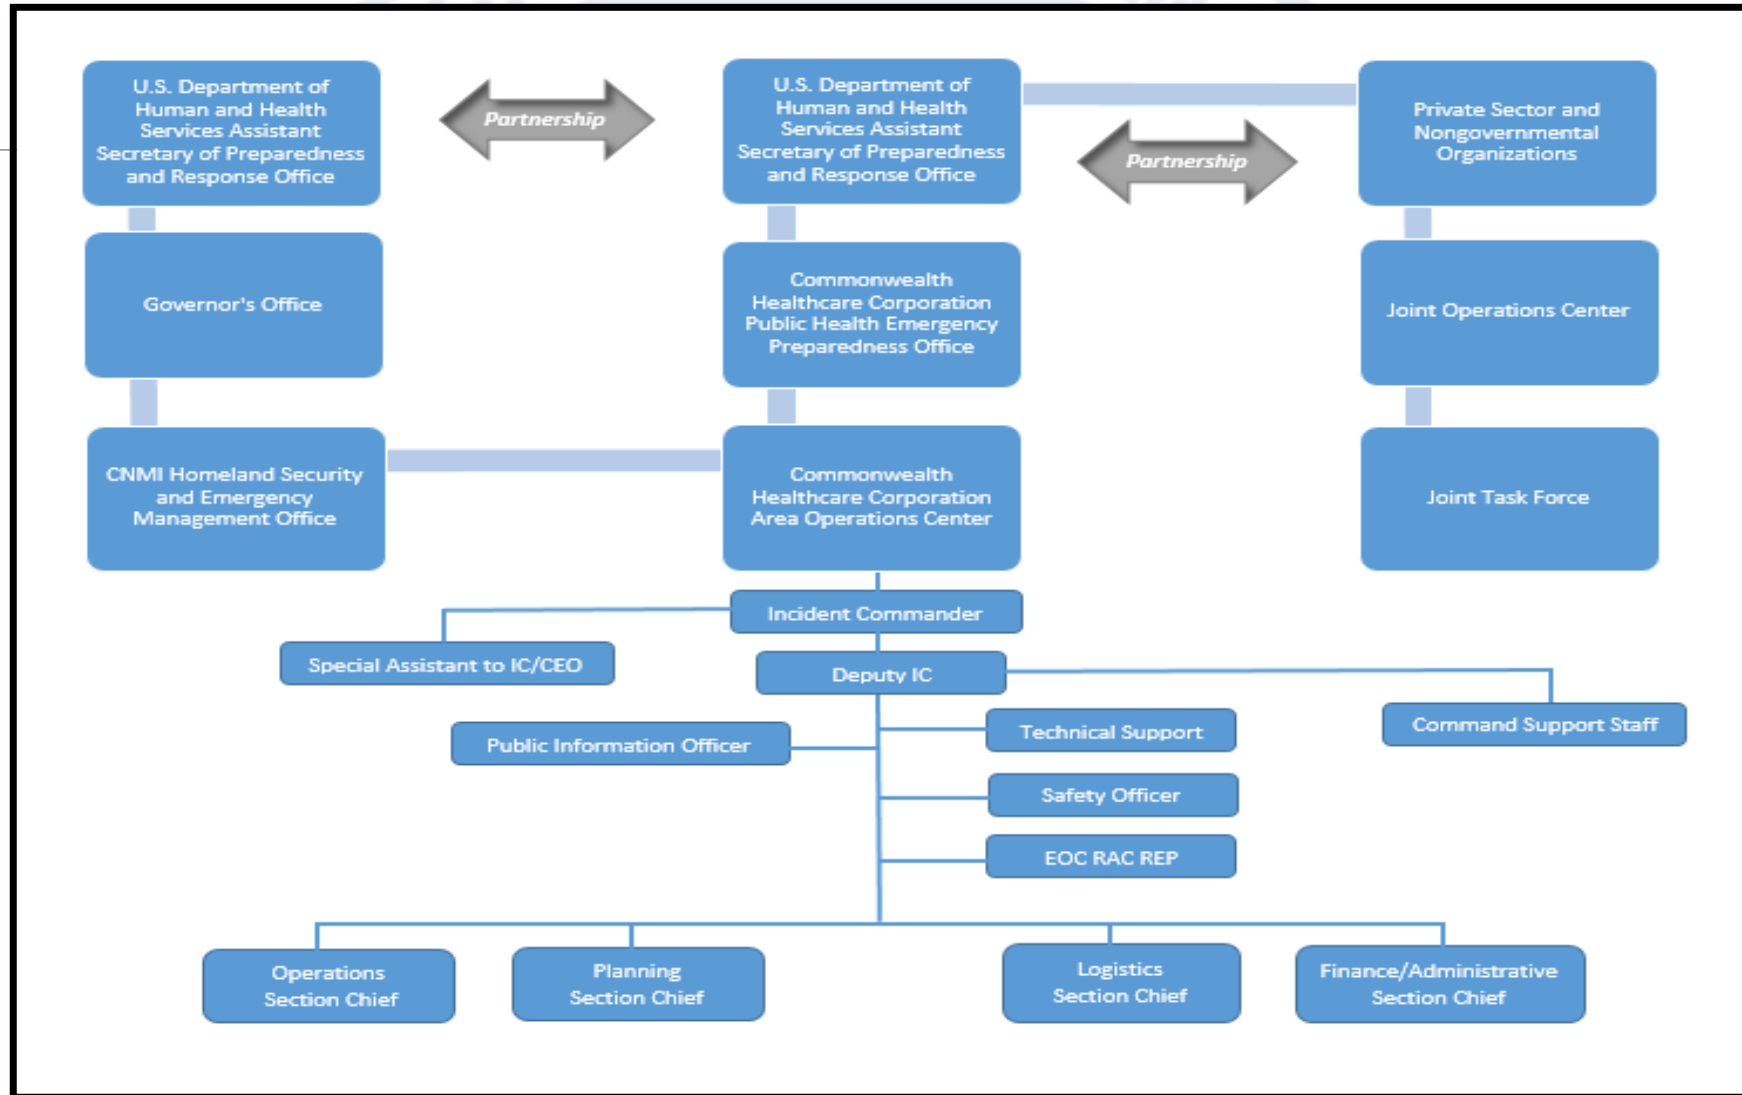 U.S. Department of
Human and Health
Services Assistant
Secretary of Preparedness
and Response Office
Partnership
U.S. Department of
Human and Health
Services Assistant
Secretary of Preparedness
and Response Office
Partnership
Private Sector and
Nongovernmental
Organizations
Governor's Office
Commonwealth
Healthcare Corporation
Public Health Emergency
Preparedness Office
Joint Operations Center
CNMI Homeland Security
and Emergency
Management Office
Commonwealth
Healthcare Corporation
Area Operations Center
Joint Task Force
Incident Commander
Special Assistant to IC/CEO
Deputy IC
Public Information Officer
Technical Support
Command Support Staff
Safety Officer
EOC RAC REP
Operations
Section Chief
Planning
Section Chief
Logistics
Section Chief
Finance/Administrative
Section Chief